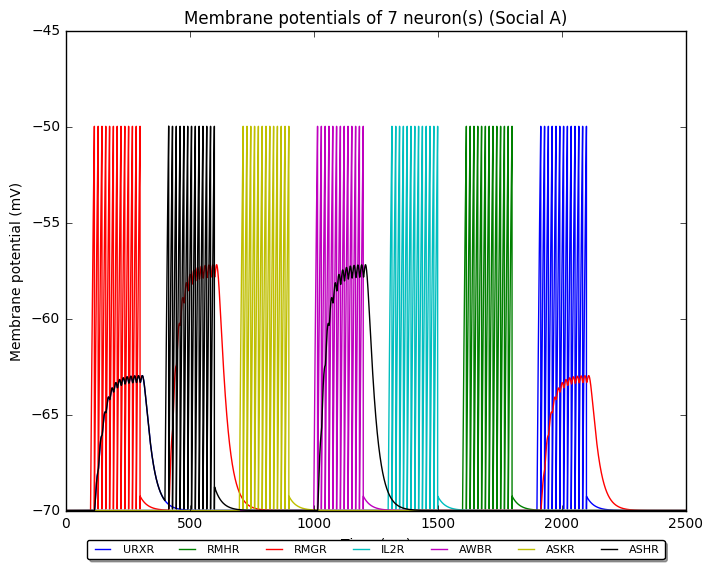 Membrane potentials of 7 neuron(s) (Social A)
Membrane potential (mV)
−45
−50
−55
−60
−65
−70
0 500 1000 1500 2000 2500
URXR RMHR RMGR IL2R AWBR ASKR ASHR